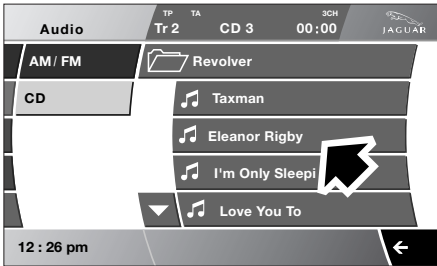 Audio
TP TA 3CH
Tr 2 CD 3 00:00
JAGUAR
AM / FM
Revolver
CD
Taxman
Eleanor Rigby
I'm Only Sleepi
Love You To
12 : 26 pm